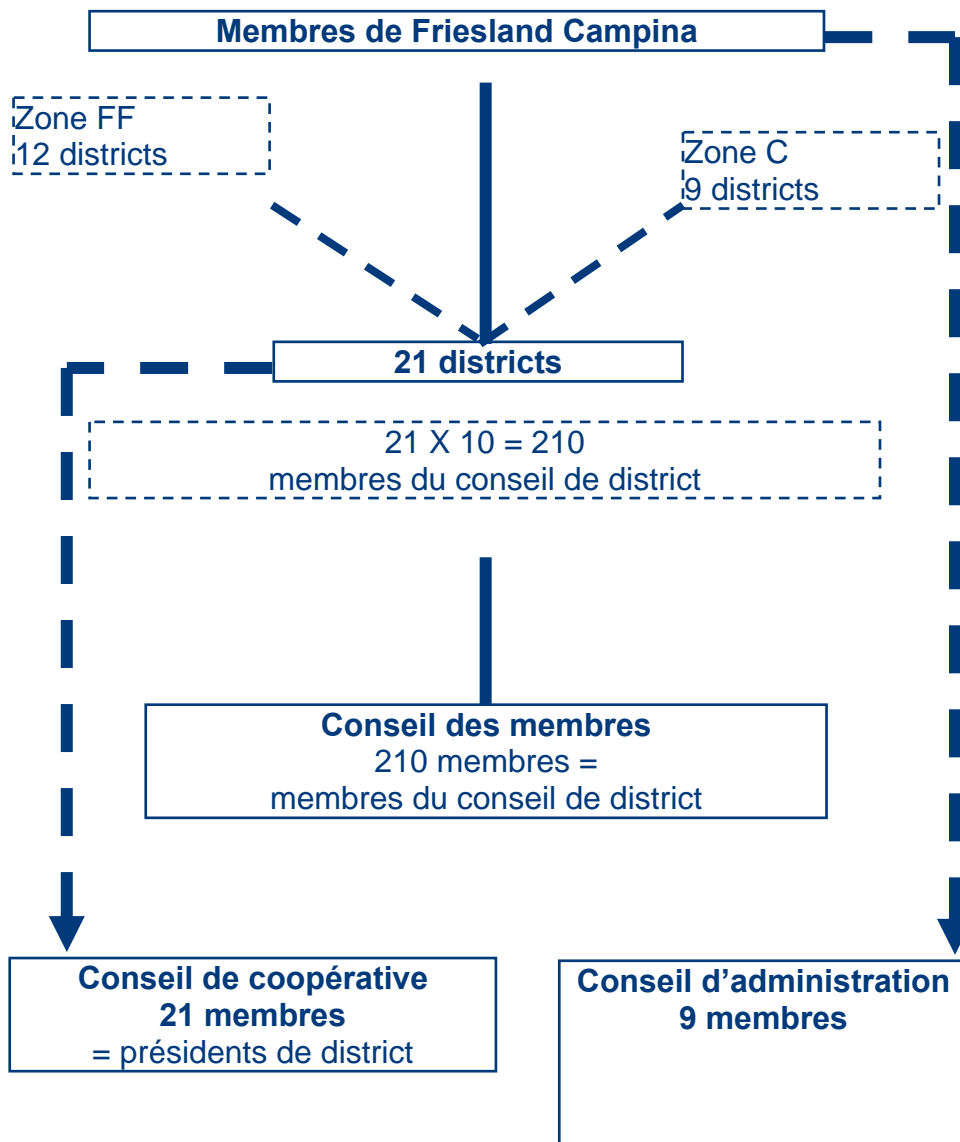 Membres de Friesland Campina
Zone FF
12 districts
Zone C
9 districts
21 districts
21 X 10 = 210
membres du conseil de district
Conseil des membres
210 membres =
membres du conseil de district
Conseil de coopérative
21 membres
= présidents de district
Conseil d’administration
9 membres